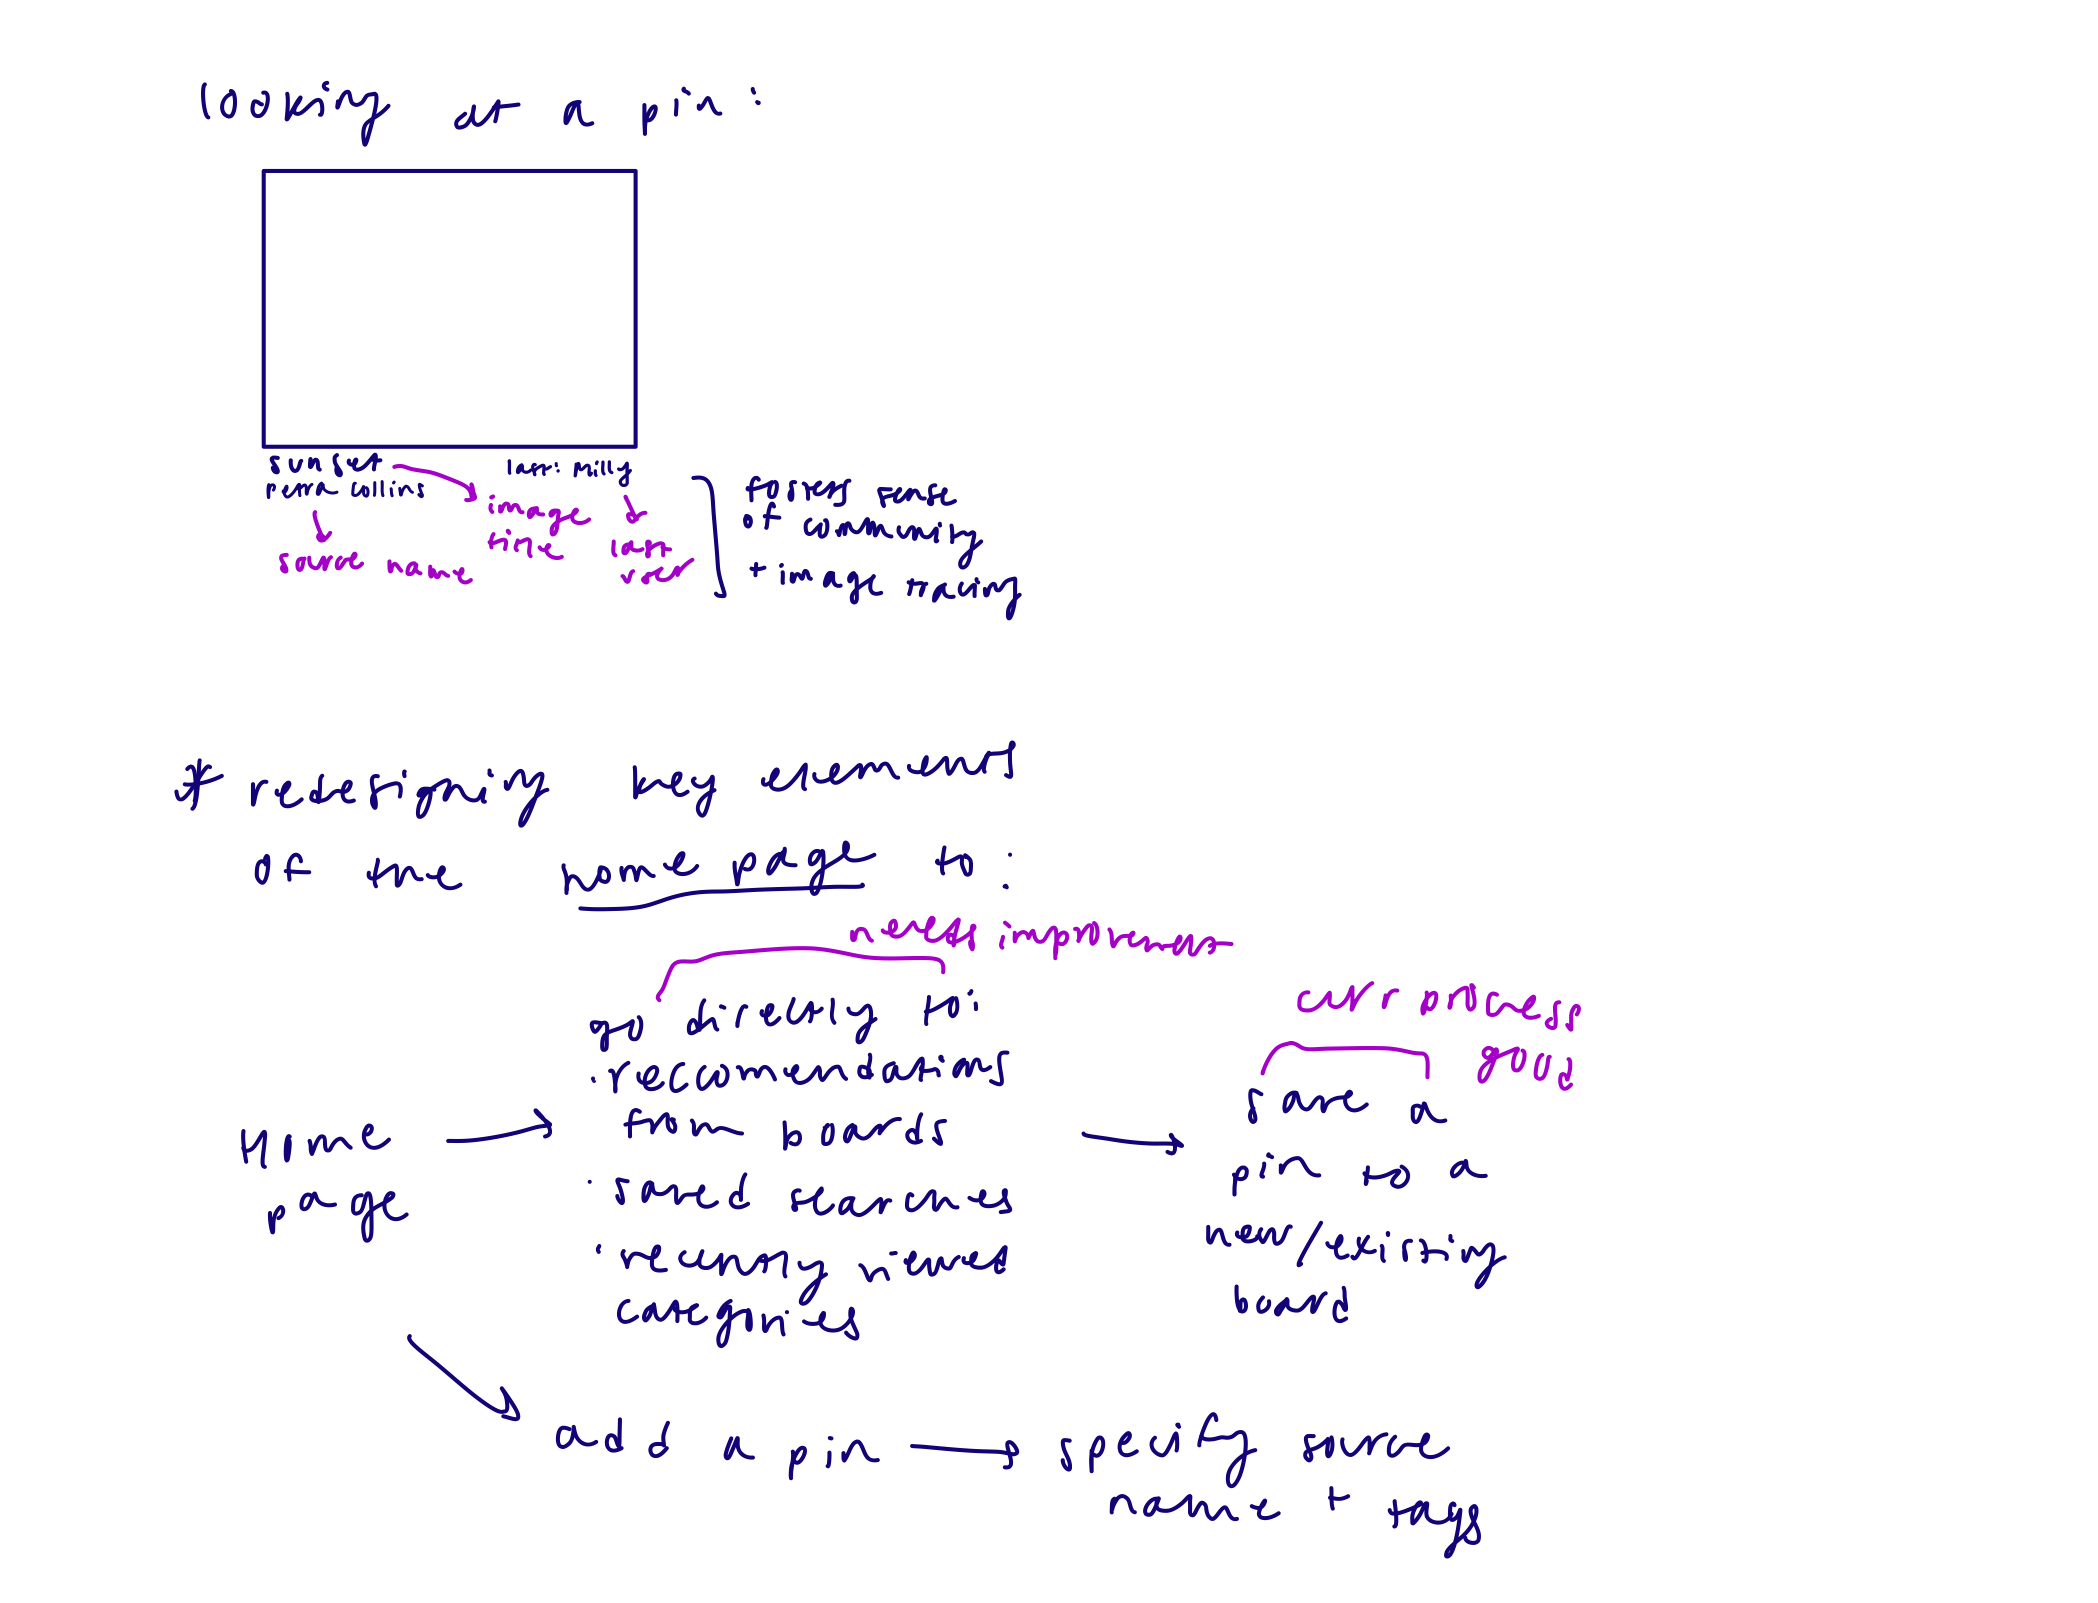 looking at a pin:
sunset
last: milly
collins
image
title
source name
last
user
fosters sense
of community
+ image tracing
* redesigning key elements
of the home page to:
needs improvement
go directly to:
· reccomendations
from boards
· saved searches
· recently viewed
categories
curr process
good
save a
pin to a
new/existing
board
Home
page
add a pin
specify source
name + tags